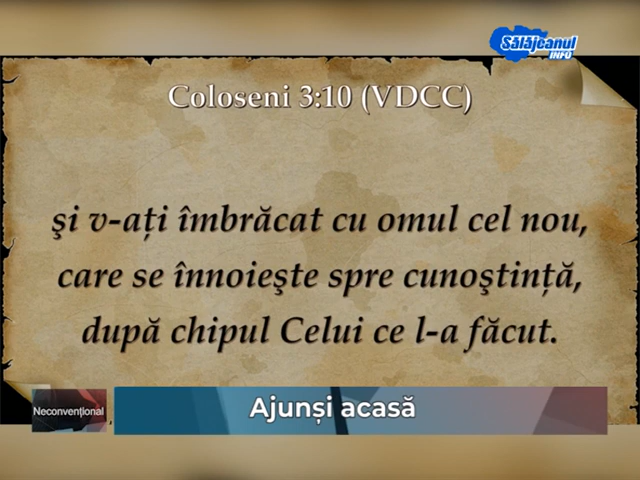 Sălăjeanul
INFO
Coloseni 3:10 (VDCC)
şi v-aţi îmbrăcat cu omul cel nou,
care se înnoieşte spre cunoştinţă,
după chipul Celui ce l-a făcut.
Neconvențional
Ajunși acasă